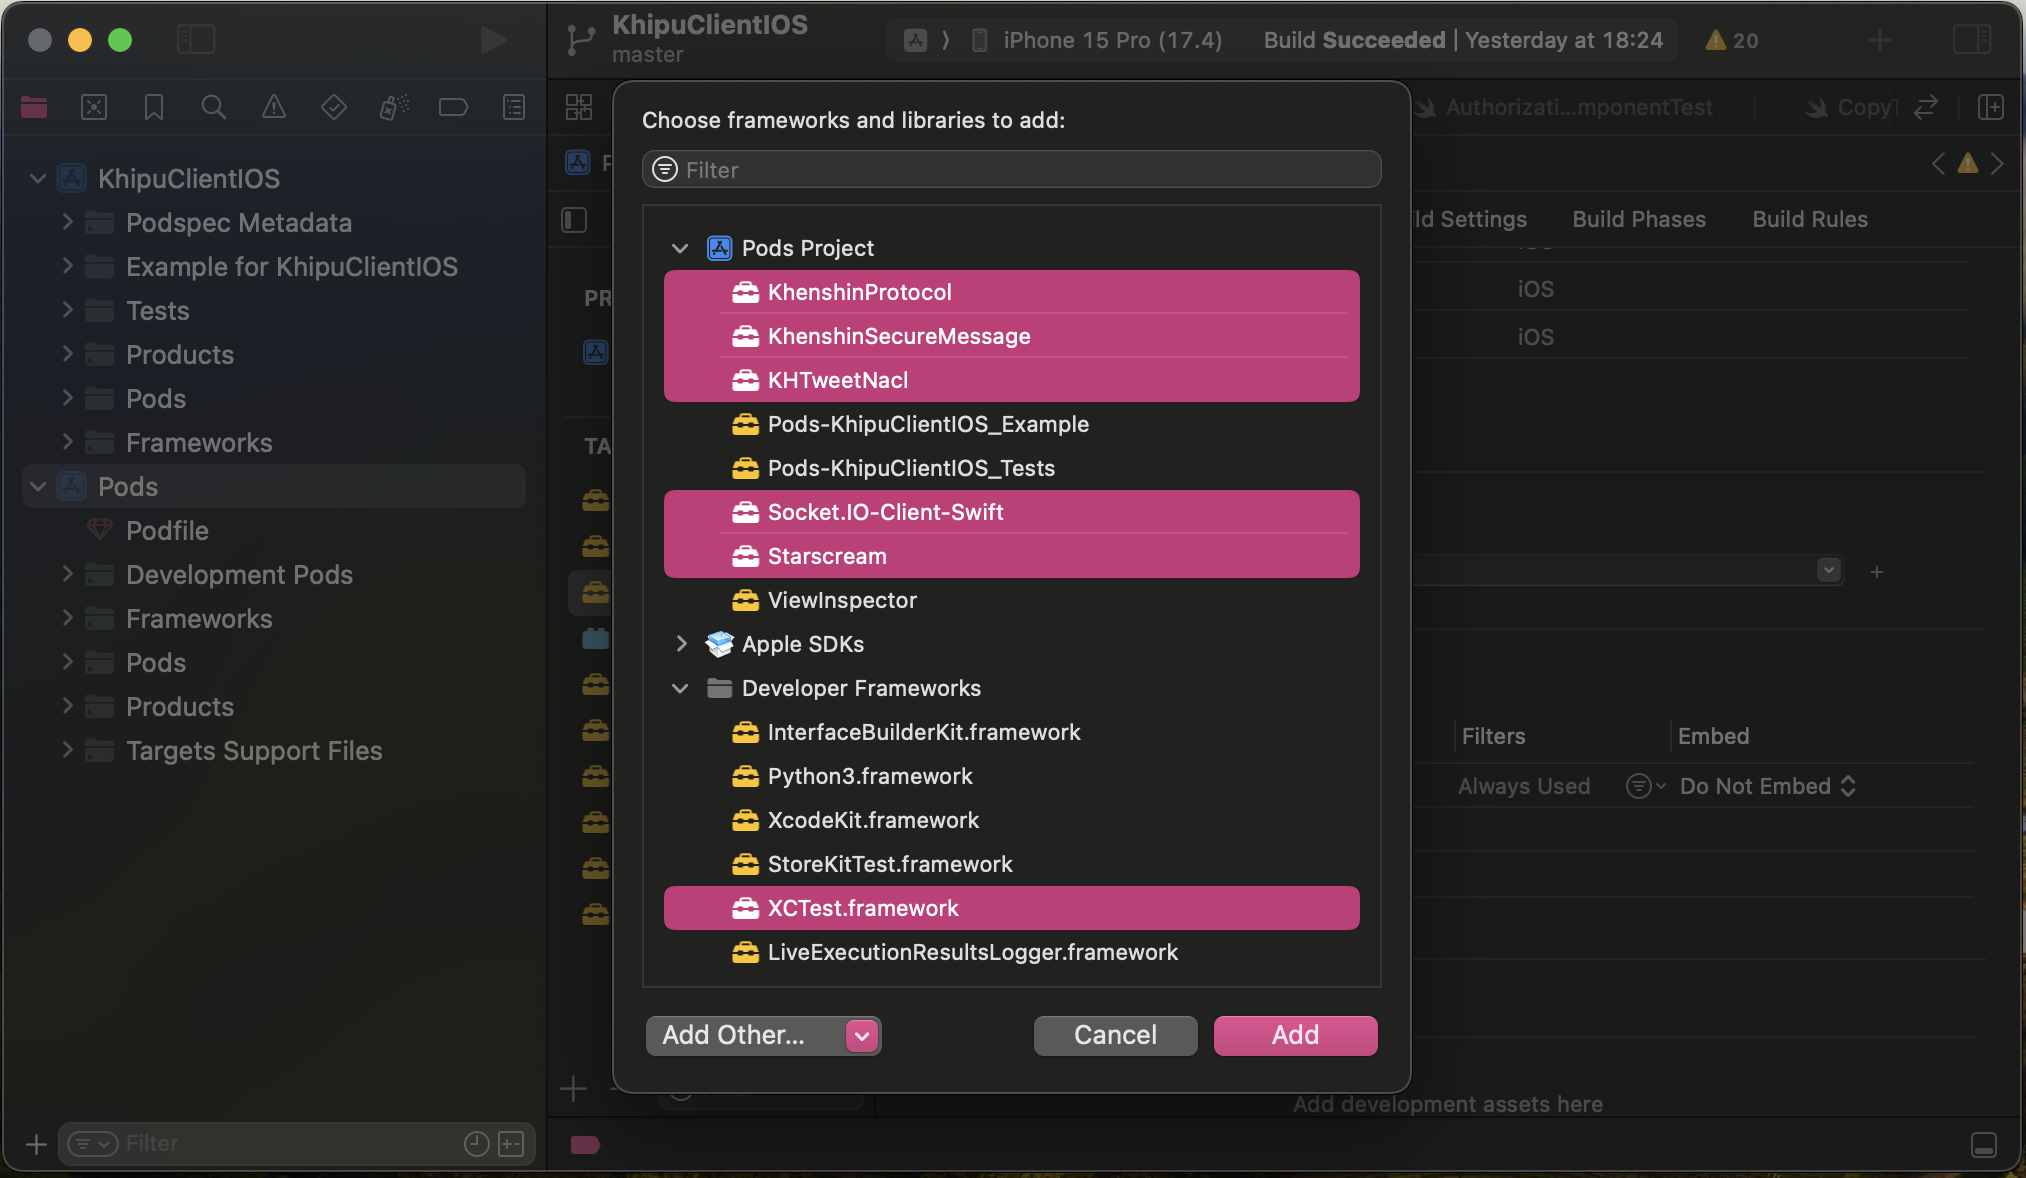 KhipuClientIOS
master
iPhone 15 Pro (17.4)
Build Succeeded | Yesterday at 18:24
20
Authorizati...mponentTest
Copy
KhipuClientIOS
Podspec Metadata
Example for KhipuClientIOS
Tests
Products
Pods
Frameworks
Pods
Podfile
Development Pods
Frameworks
Pods
Products
Targets Support Files
Filter
PR
TA
Choose frameworks and libraries to add:
Filter
Pods Project
KhenshinProtocol
KhenshinSecureMessage
KHTweetNacl
Pods-KhipuClientIOS_Example
Pods-KhipuClientIOS_Tests
Socket.IO-Client-Swift
Starscream
ViewInspector
Apple SDKs
Developer Frameworks
InterfaceBuilderKit.framework
Python3.framework
XcodeKit.framework
StoreKitTest.framework
XCTest.framework
LiveExecutionResultsLogger.framework
Add Other...
Cancel
Add
ld Settings
Build Phases
Build Rules
iOS
iOS
Filters
Embed
Always Used
Do Not Embed
Add development assets here